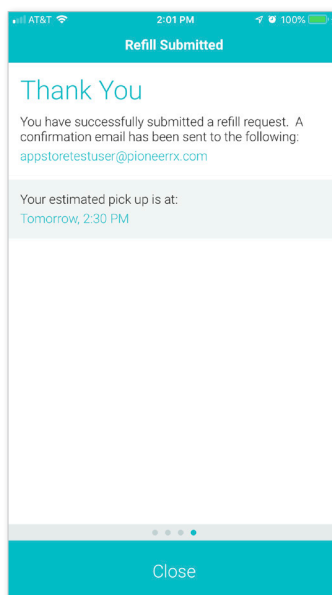 AT&T 2:01 PM 100%
Refill Submitted
Thank You
You have successfully submitted a refill request. A
confirmation email has been sent to the following:
appstoretestuser@pioneerrx.com
Your estimated pick up is at:
Tomorrow, 2:30 PM
Close